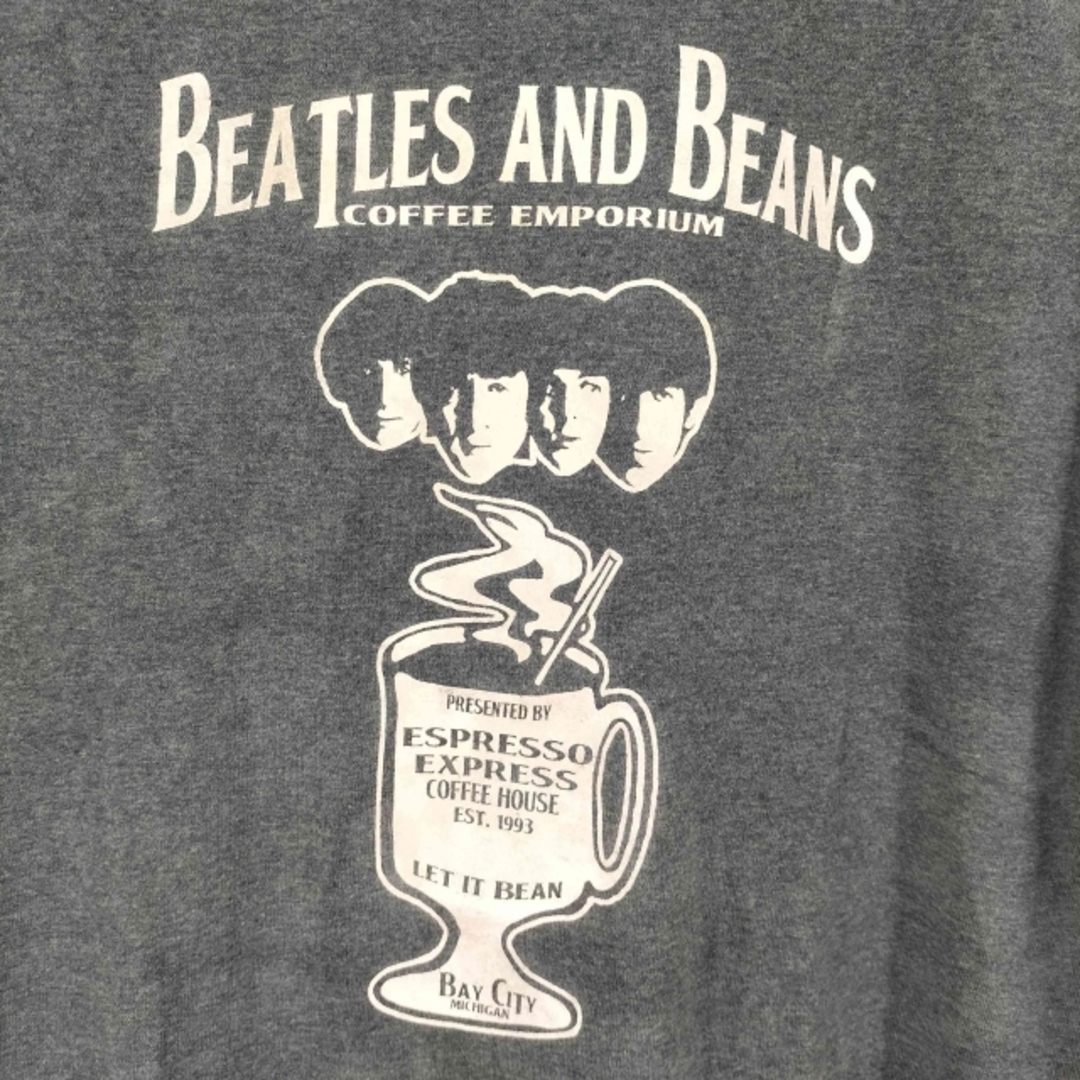 BEATLES AND BEANS
COFFEE EMPORIUM
PRESENTED BY
ESPRESSO
EXPRESS
COFFEE HOUSE
EST. 1993
LET IT BEAN
BAY CITY
MICHIGAN